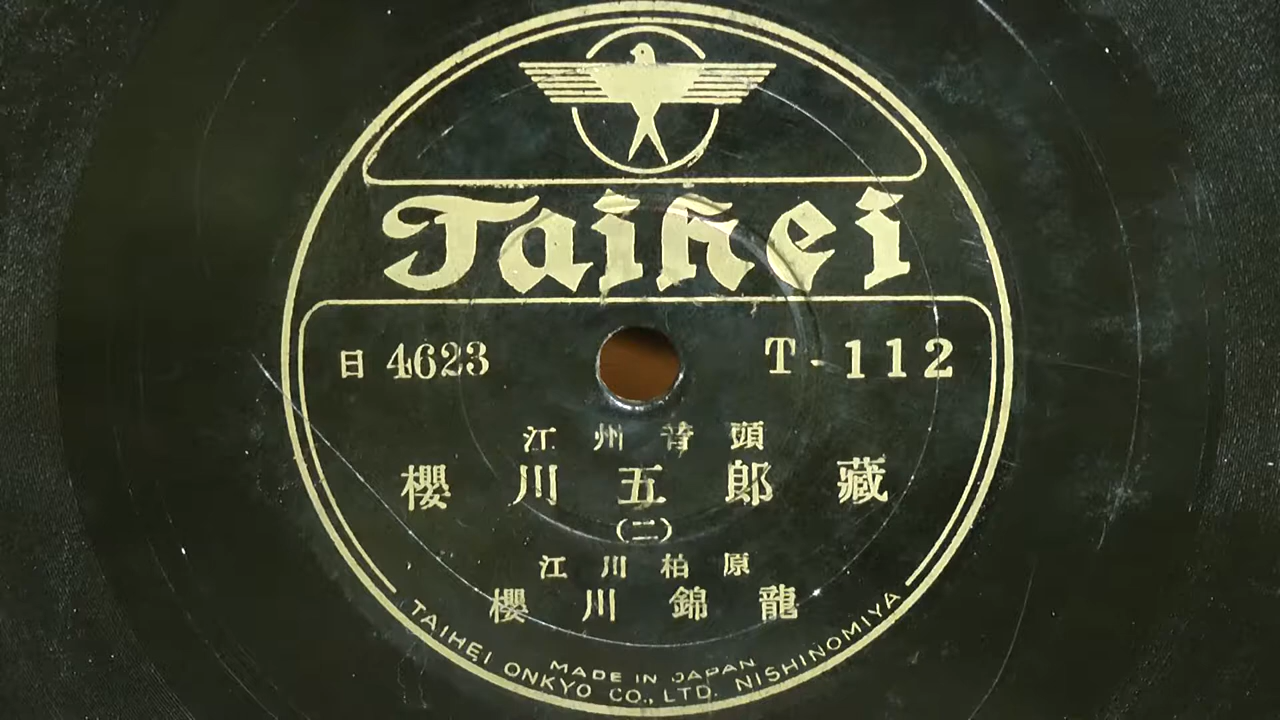 Taihei
日 4623
T-112
江州音頭
櫻川五郎藏
(二)
江川柏原
櫻川錦龍
MADE IN JAPAN
TAIHEI ONKYO CO., LTD. NISHINOMIYA